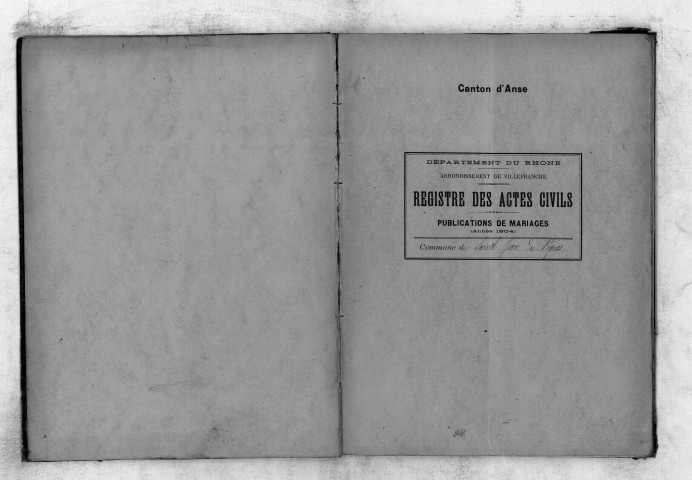 Canton d'Anse
DÉPARTEMENT DU RHONE
ARRONDISSEMENT DE VILLEFRANCHE
REGISTRE DES ACTES CIVILS
PUBLICATIONS DE MARIAGES
(Année 1904)
Commune de Saint Jean des Vignes